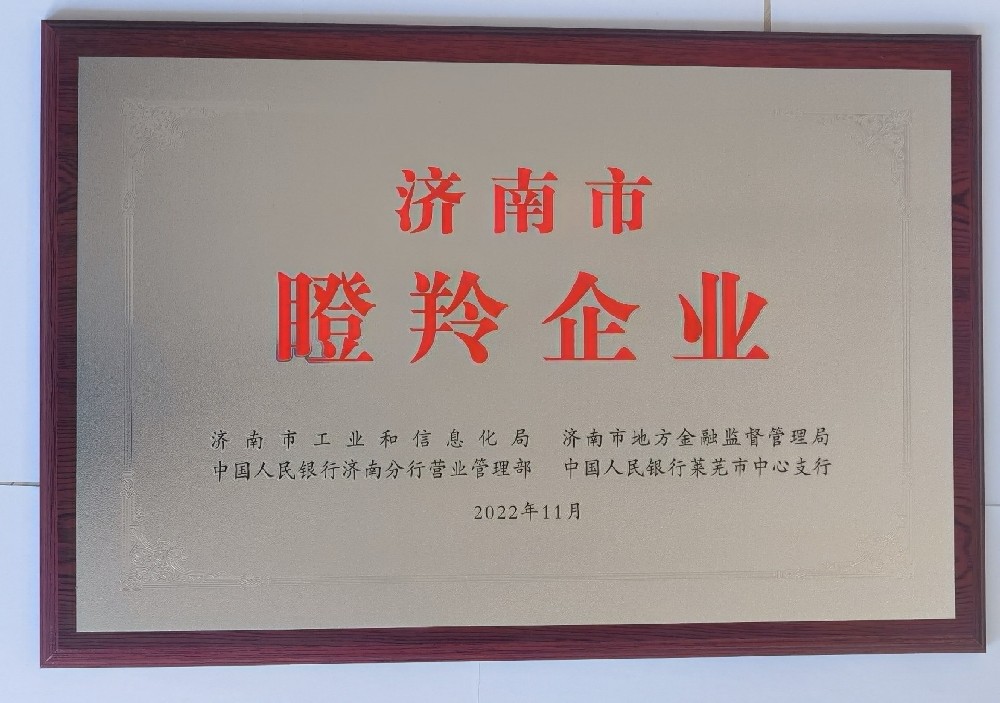 济南市
瞪羚企业
济南市工业和信息化局 济南市地方金融监督管理局
中国人民银行济南分行营业管理部 中国人民银行莱芜市中心支行
2022年11月